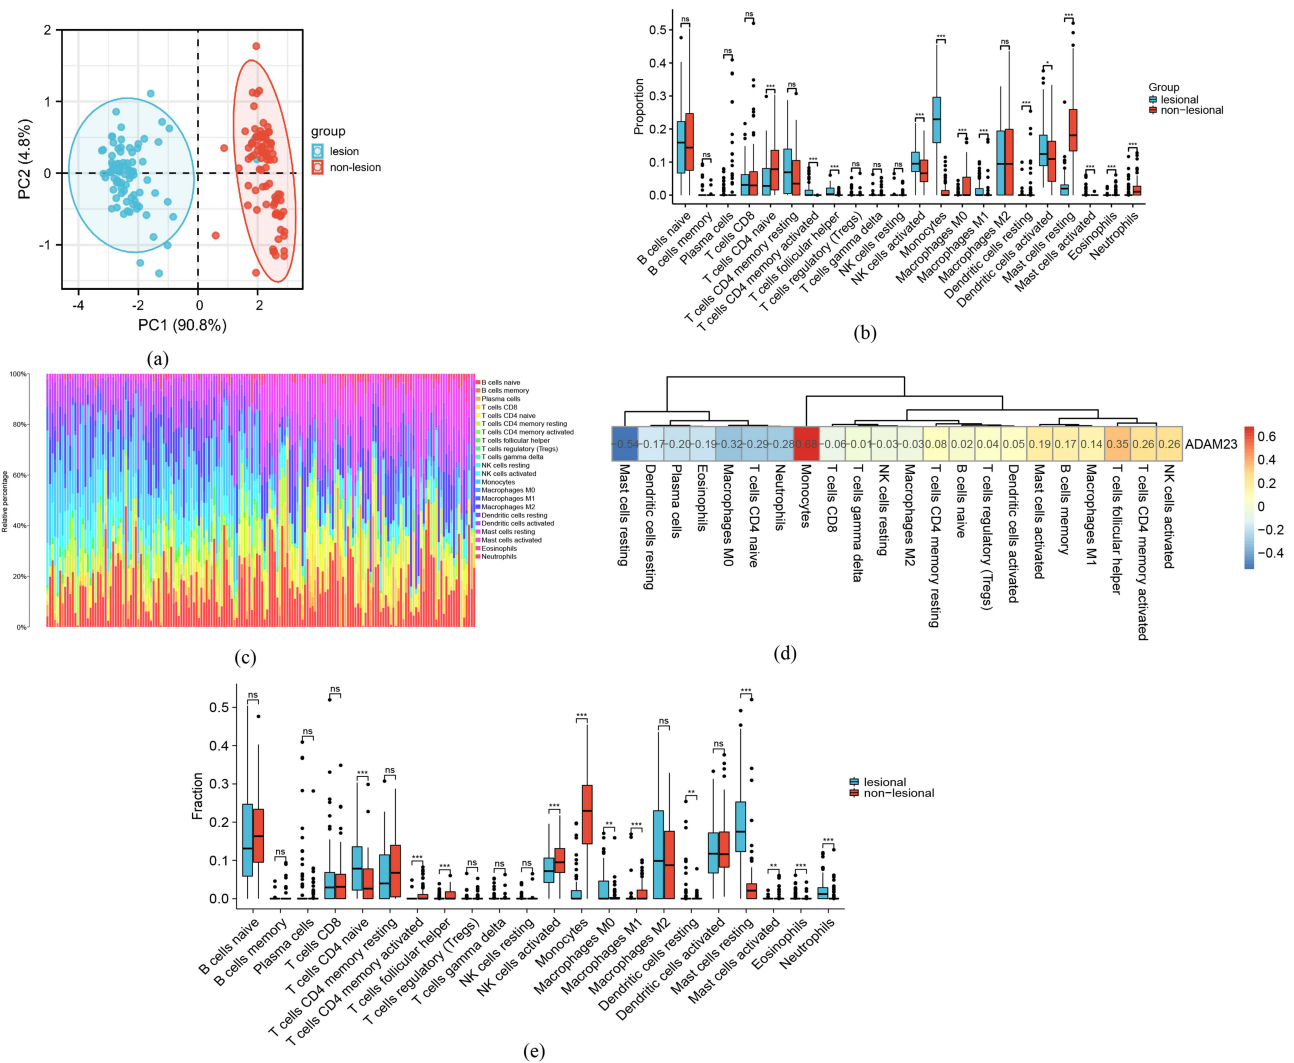 2
1
0
-1
-4
-2
0
2
PC2 (4.8%)
PC1 (90.8%)
group
lesion
non-lesion
(a)
0.5
0.4
0.3
0.2
0.1
0.0
Proportion
ns
ns
ns
ns
***
ns
***
***
ns
ns
ns
***
***
***
***
ns
***
*
***
***
***
***
B cells naive
B cells memory
Plasma cells
T cells CD8
T cells CD4 naive
T cells CD4 memory resting
T cells CD4 memory activated
T cells follicular helper
T cells regulatory (Tregs)
T cells gamma delta
NK cells resting
NK cells activated
Monocytes
Macrophages M0
Macrophages M1
Macrophages M2
Dendritic cells resting
Dendritic cells activated
Mast cells resting
Mast cells activated
Eosinophils
Neutrophils
Group
lesional
non-lesional
(b)
100%
80%
60%
40%
20%
0%
Relative percentage
B cells naive
B cells memory
Plasma cells
T cells CD8
T cells CD4 naive
T cells CD4 memory resting
T cells CD4 memory activated
T cells follicular helper
T cells regulatory (Tregs)
T cells gamma delta
NK cells resting
NK cells activated
Monocytes
Macrophages M0
Macrophages M1
Macrophages M2
Dendritic cells resting
Dendritic cells activated
Mast cells resting
Mast cells activated
Eosinophils
Neutrophils
(c)
-0.54 -0.17 -0.20 -0.19 -0.32 -0.29 -0.28 0.68 -0.06 -0.01 -0.03 -0.03 0.08 0.02 0.04 0.05 0.19 0.17 0.14 0.35 0.26 0.26 ADAM23
Mast cells resting
Dendritic cells resting
Plasma cells
Eosinophils
Macrophages M0
T cells CD4 naive
Neutrophils
Monocytes
T cells CD8
T cells gamma delta
NK cells resting
Macrophages M2
T cells CD4 memory resting
B cells naive
T cells regulatory (Tregs)
Dendritic cells activated
Mast cells activated
B cells memory
Macrophages M1
T cells follicular helper
T cells CD4 memory activated
NK cells activated
0.6
0.4
0.2
0
−0.2
−0.4
(d)
0.5
0.4
0.3
0.2
0.1
0.0
Fraction
ns
ns
ns
ns
***
ns
***
***
ns
ns
ns
***
***
**
***
ns
**
ns
***
**
***
***
B cells naive
B cells memory
Plasma cells
T cells CD8
T cells CD4 naive
T cells CD4 memory resting
T cells CD4 memory activated
T cells follicular helper
T cells regulatory (Tregs)
T cells gamma delta
NK cells resting
NK cells activated
Monocytes
Macrophages M0
Macrophages M1
Macrophages M2
Dendritic cells resting
Dendritic cells activated
Mast cells resting
Mast cells activated
Eosinophils
Neutrophils
lesional
non−lesional
(e)